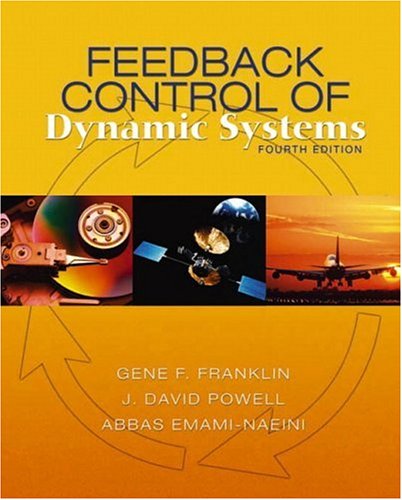 FEEDBACK
CONTROL OF
Dynamic Systems
FOURTH EDITION
GENE F. FRANKLIN
J. DAVID POWELL
ABBAS EMAMI-NAEINI